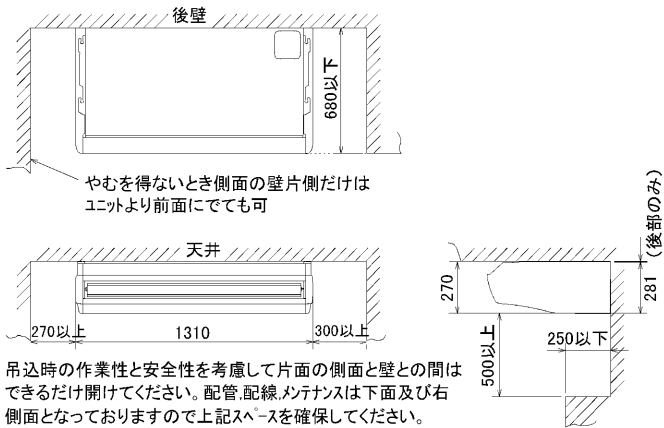 後壁
680以下
やむを得ないとき側面の壁片側だけは
ユニットより前面にでても可
天井
270以上
1310
300以上
270
281
(後部のみ)
500以上
250以下
吊込時の作業性と安全性を考慮して片面の側面と壁との間は
できるだけ開けてください。配管,配線,メンテナンスは下面及び右
側面となっておりますので上記スペースを確保してください。